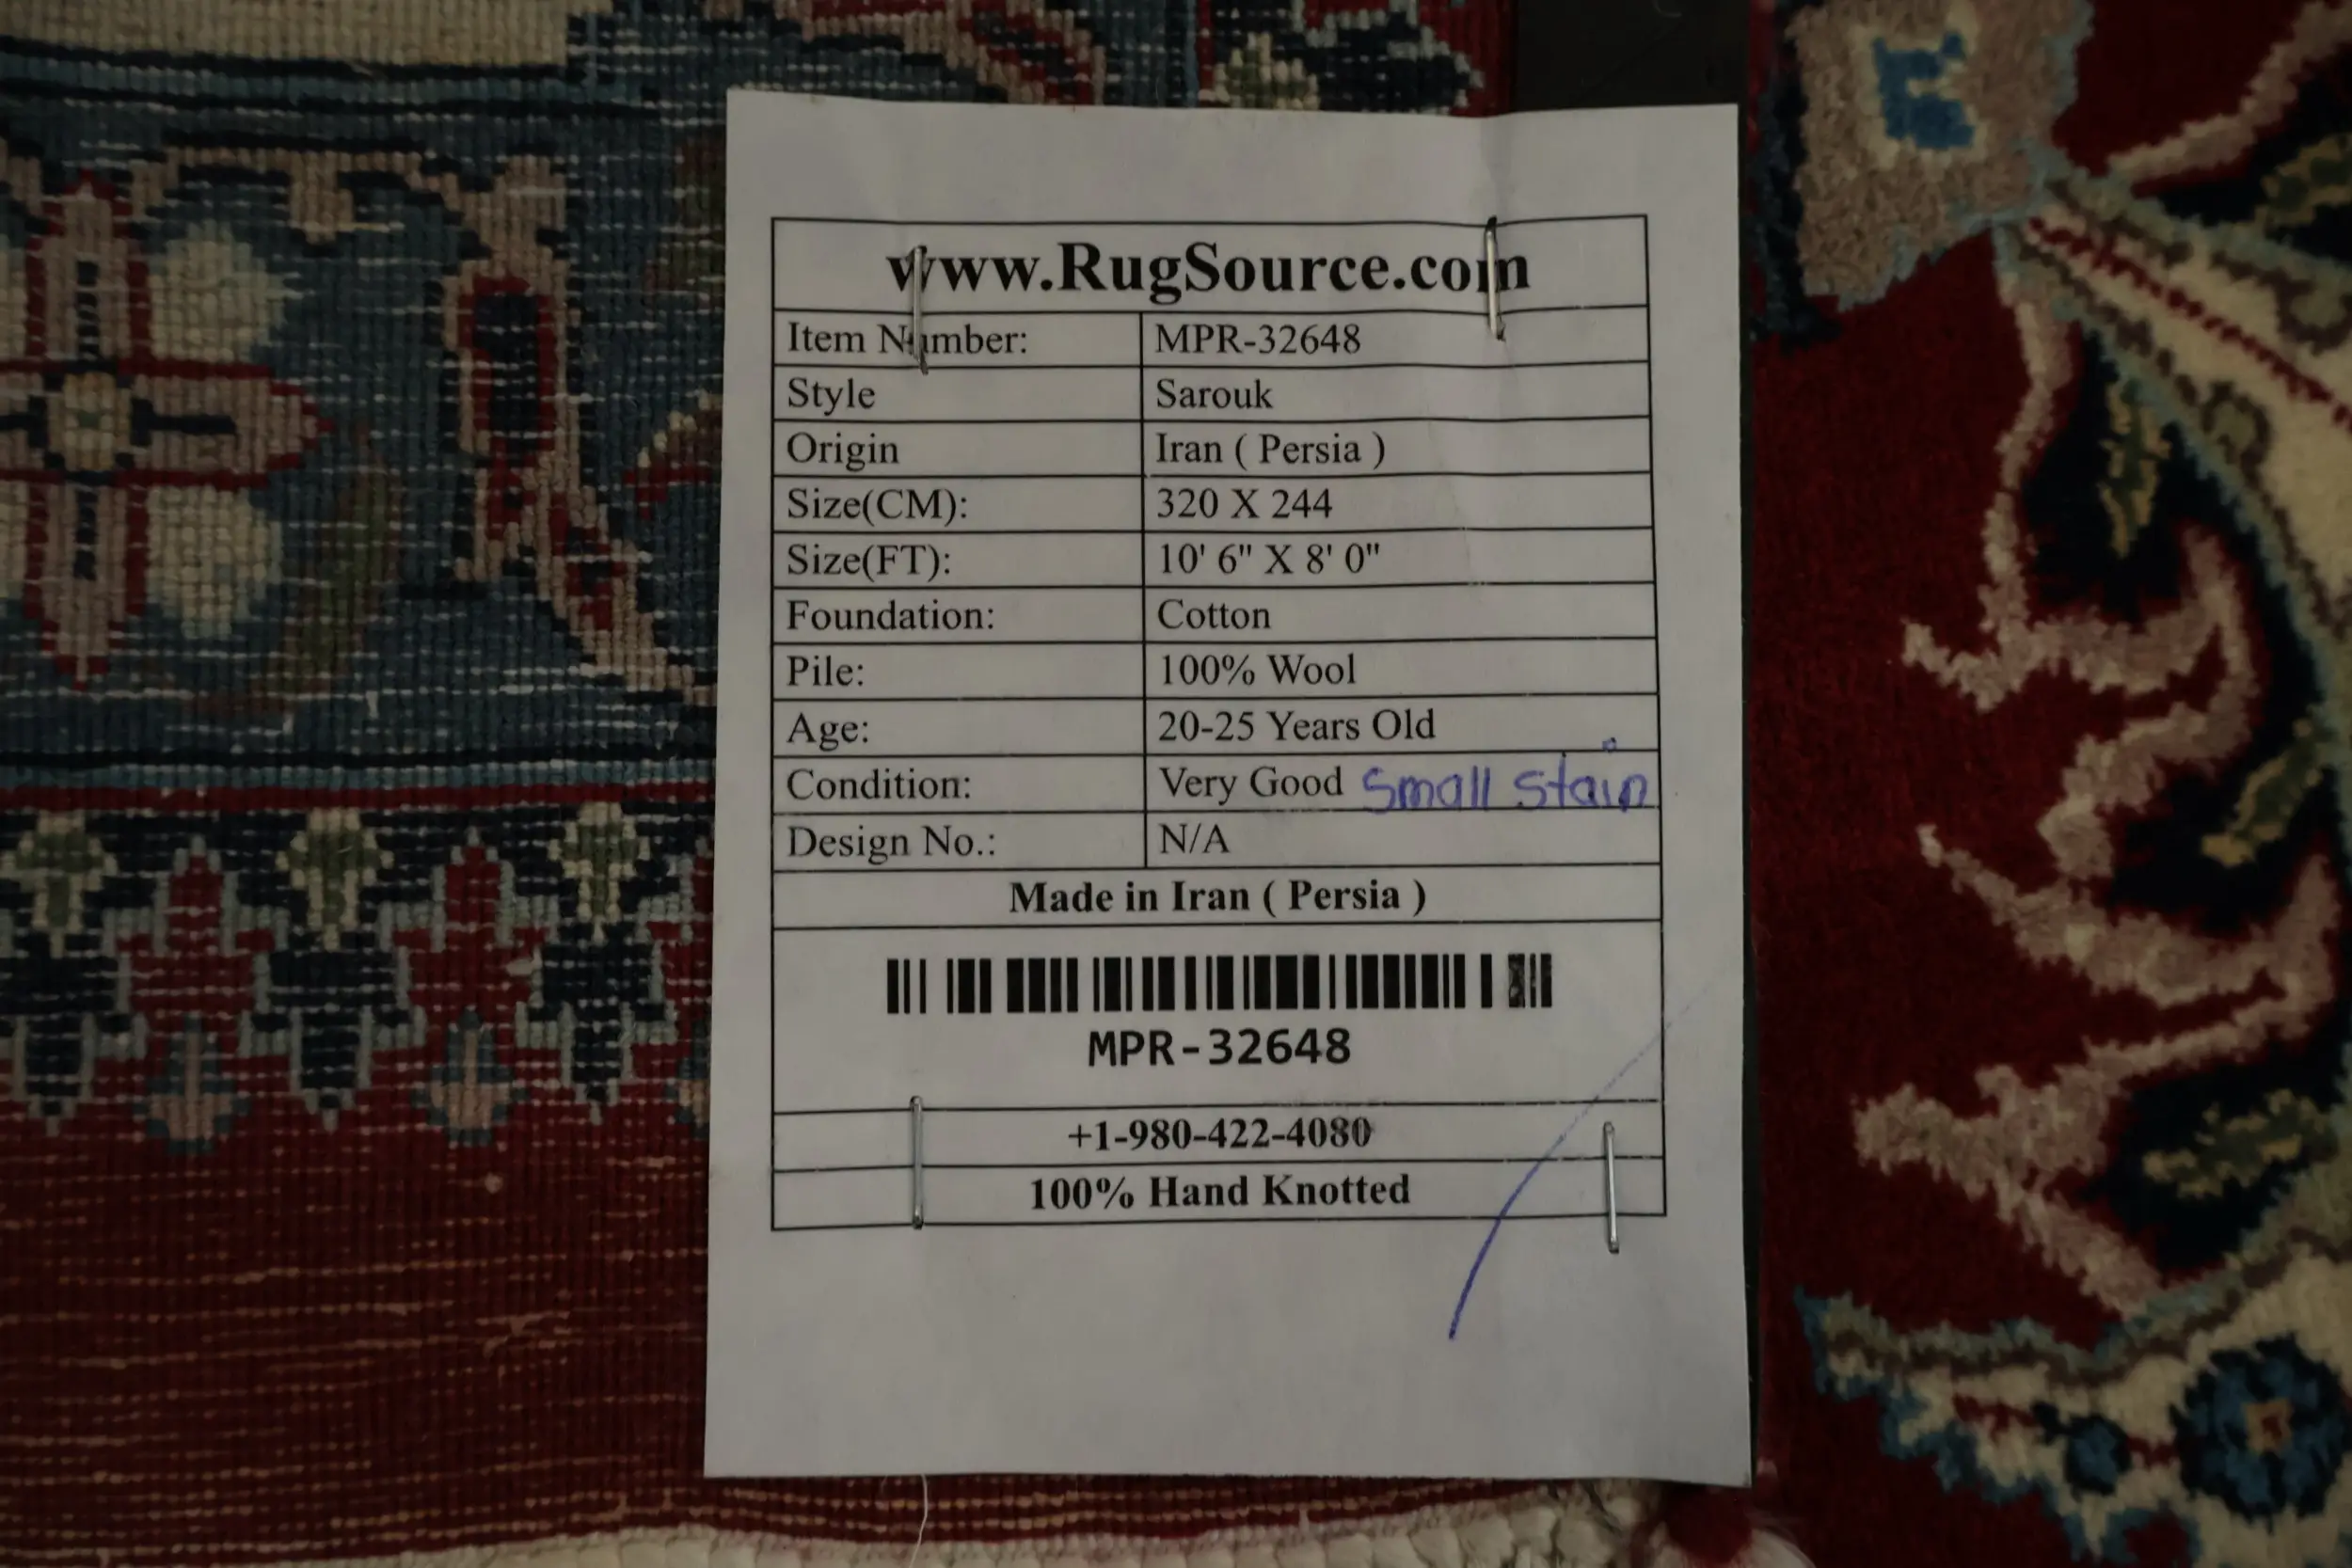 www.RugSource.com
Item Number: MPR-32648
Style Sarouk
Origin Iran ( Persia )
Size(CM): 320 X 244
Size(FT): 10' 6" X 8' 0"
Foundation: Cotton
Pile: 100% Wool
Age: 20-25 Years Old
Condition: Very Good Small stain
Design No.: N/A
Made in Iran ( Persia )
MPR-32648
+1-980-422-4080
100% Hand Knotted